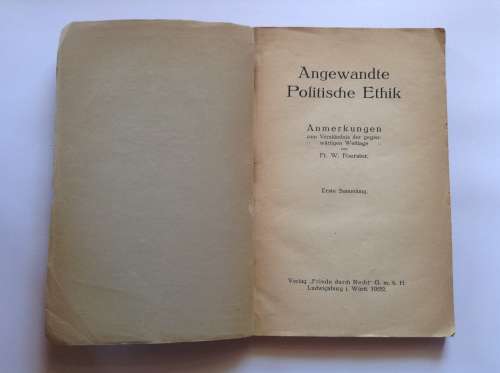 Angewandte
Politische Ethik
Anmerkungen
zum Verständnis der gegen-
wärtigen Weltlage
von
Fr. W. Foerster.
Erste Sammlung.
Verlag „Friede durch Recht" G. m. b. H.
Ludwigsburg i. Württ. 1922.